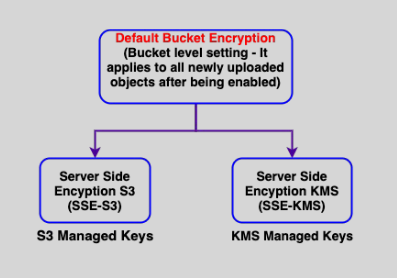 Default Bucket Encryption
(Bucket level setting - It
applies to all newly uploaded
objects after being enabled)
Server Side
Encyption S3
(SSE-S3)
Server Side
Encryption KMS
(SSE-KMS)
S3 Managed Keys
KMS Managed Keys